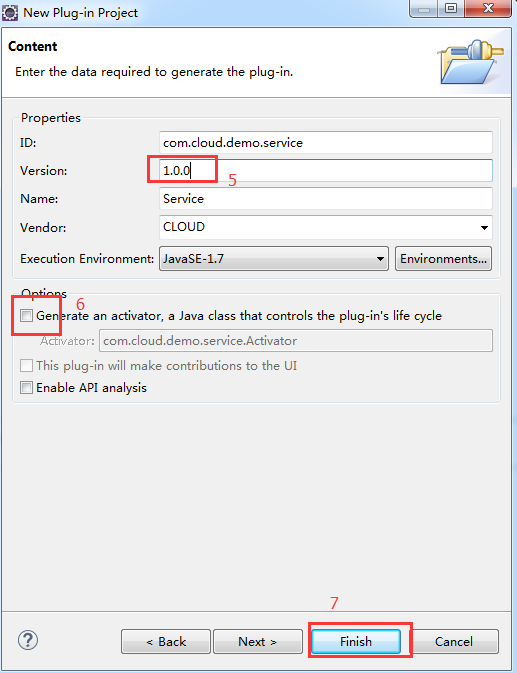 New Plug-in Project
Content
Enter the data required to generate the plug-in.
Properties
ID: com.cloud.demo.service
Version: 1.0.0 5
Name: Service
Vendor: CLOUD
Execution Environment: JavaSE-1.7 Environments...
Options
6
Generate an activator, a Java class that controls the plug-in's life cycle
Activator: com.cloud.demo.service.Activator
This plug-in will make contributions to the UI
Enable API analysis
7
? < Back Next > Finish Cancel